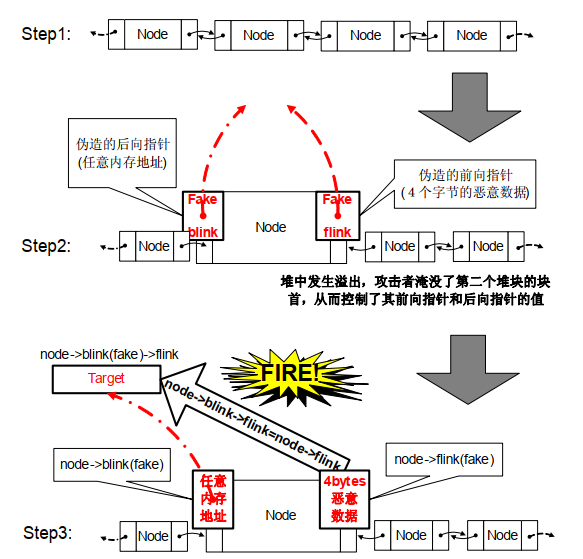 Step1:
Node
Node
Node
Node
伪造的后向指针
(任意内存地址)
伪造的前向指针
(４个字节的恶意数据)
Fake
blink
Node
Fake
flink
Step2:
Node
Node
Node
堆中发生溢出，攻击者淹没了第二个堆块的块
首，从而控制了其前向指针和后向指针的值
node->blink(fake)->flink
Target
FIRE!
node->blink->flink=node->flink
node->blink(fake)
node->flink(fake)
任意
内存
地址
Node
4bytes
恶意
数据
Step3:
Node
Node
Node